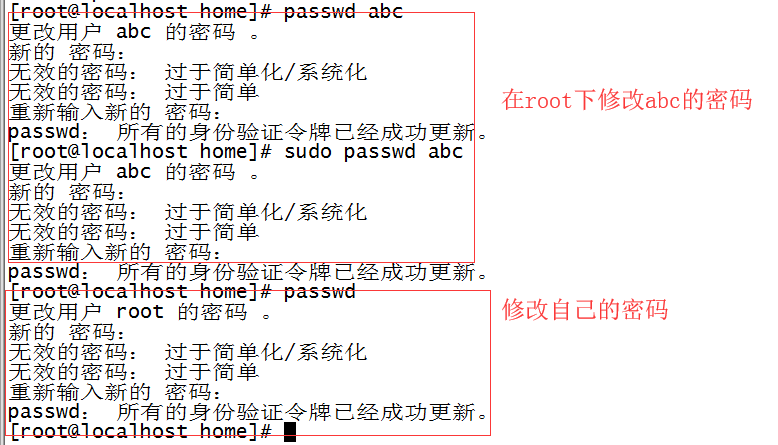 [root@localhost home]# passwd abc
更改用户 abc 的密码 。
新的 密码：
无效的密码： 过于简单化/系统化
无效的密码： 过于简单
重新输入新的 密码：
passwd： 所有的身份验证令牌已经成功更新。
[root@localhost home]# sudo passwd abc
更改用户 abc 的密码 。
新的 密码：
无效的密码： 过于简单化/系统化
无效的密码： 过于简单
重新输入新的 密码：
passwd： 所有的身份验证令牌已经成功更新。
[root@localhost home]# passwd
更改用户 root 的密码 。
新的 密码：
无效的密码： 过于简单化/系统化
无效的密码： 过于简单
重新输入新的 密码：
passwd： 所有的身份验证令牌已经成功更新。
[root@localhost home]#
在root下修改abc的密码
修改自己的密码